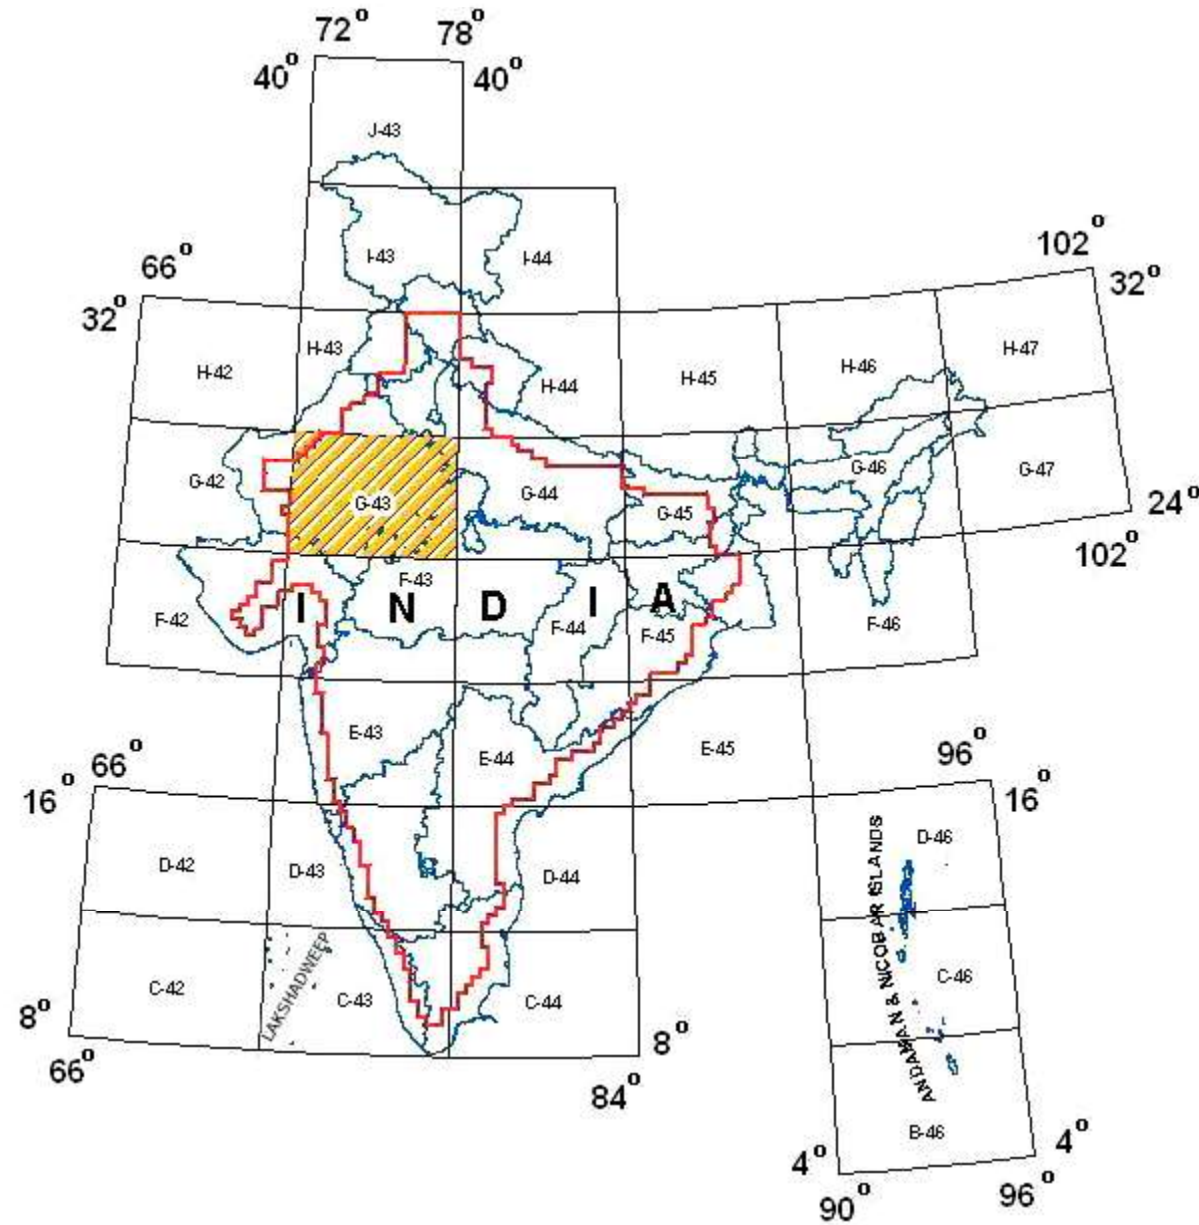 72° 78°
40° 40°
J-43
I-43 I-44
66° 102°
32° 32°
H-42 H-43 H-44 H-45 H-46 H-47
G-42 G-43 G-44 G-45 G-46 G-47
24°
102°
F-42 F-43 F-44 F-45 F-46
I N D I A
E-43 E-44 E-45
66° 96°
16° 16°
D-42 D-43 D-44 D-46
C-42 C-43 C-44 C-46
LAKSHADWEEP
ANDAMAN & NICOBAR ISLANDS
8° 8°
66° 84°
B-46
4° 4°
90° 96°